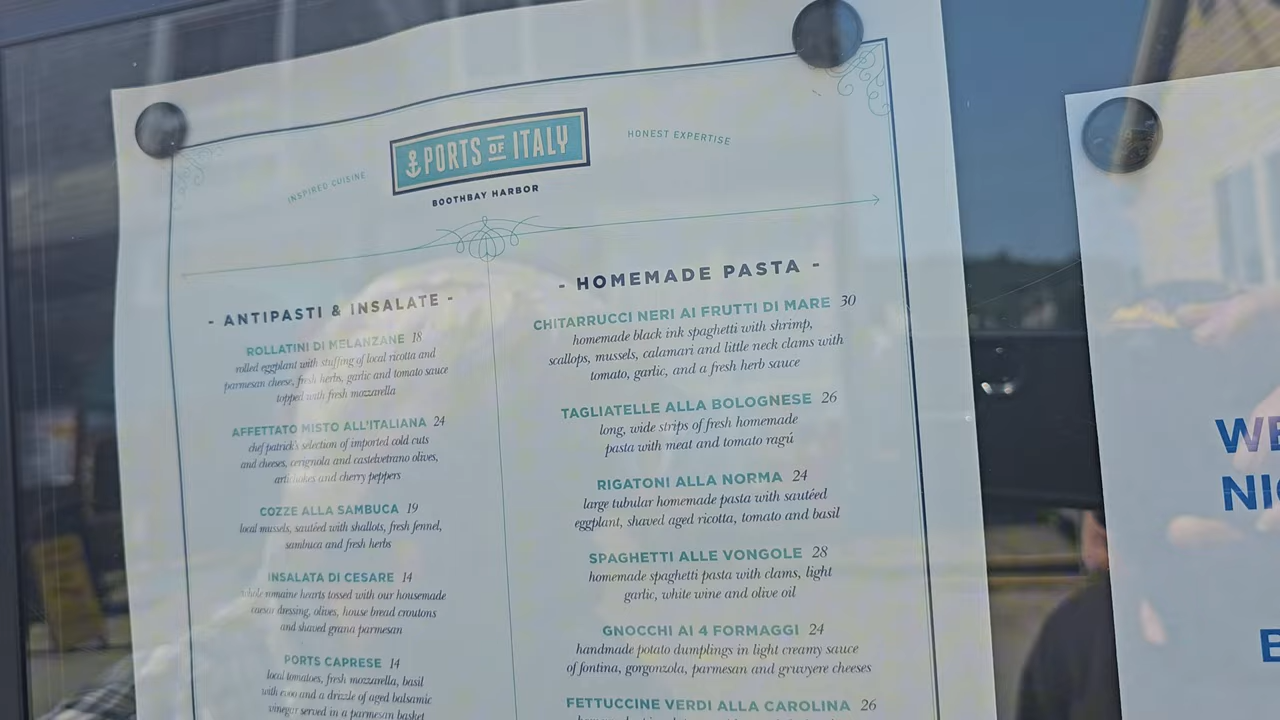 INSPIRED CUISINE
PORTS OF ITALY
HONEST EXPERTISE
BOOTHBAY HARBOR
- ANTIPASTI & INSALATE -
ROLLATINI DI MELANZANE 18
rolled eggplant with stuffing of local ricotta and
parmesan cheese, fresh herbs, garlic and tomato sauce
topped with fresh mozzarella
AFFETTATO MISTO ALL'ITALIANA 24
chef patrick's selection of imported cold cuts
and cheeses, cerignola and castelvetrano olives,
artichokes and cherry peppers
COZZE ALLA SAMBUCA 19
local mussels, sautéed with shallots, fresh fennel,
sambuca and fresh herbs
INSALATA DI CESARE 14
whole romaine hearts tossed with our housemade
caesar dressing, olives, house bread croutons
and shaved grana parmesan
PORTS CAPRESE 14
local tomatoes, fresh mozzarella, basil
with evoo and a drizzle of aged balsamic
vinegar served in a parmesan basket
- HOMEMADE PASTA -
CHITARRUCCI NERI AI FRUTTI DI MARE 30
homemade black ink spaghetti with shrimp,
scallops, mussels, calamari and little neck clams with
tomato, garlic, and a fresh herb sauce
TAGLIATELLE ALLA BOLOGNESE 26
long, wide strips of fresh homemade
pasta with meat and tomato ragú
RIGATONI ALLA NORMA 24
large tubular homemade pasta with sautéed
eggplant, shaved aged ricotta, tomato and basil
SPAGHETTI ALLE VONGOLE 28
homemade spaghetti pasta with clams, light
garlic, white wine and olive oil
GNOCCHI AI 4 FORMAGGI 24
handmade potato dumplings in light creamy sauce
of fontina, gorgonzola, parmesan and gruyere cheeses
FETTUCCINE VERDI ALLA CAROLINA 26
WE
NI